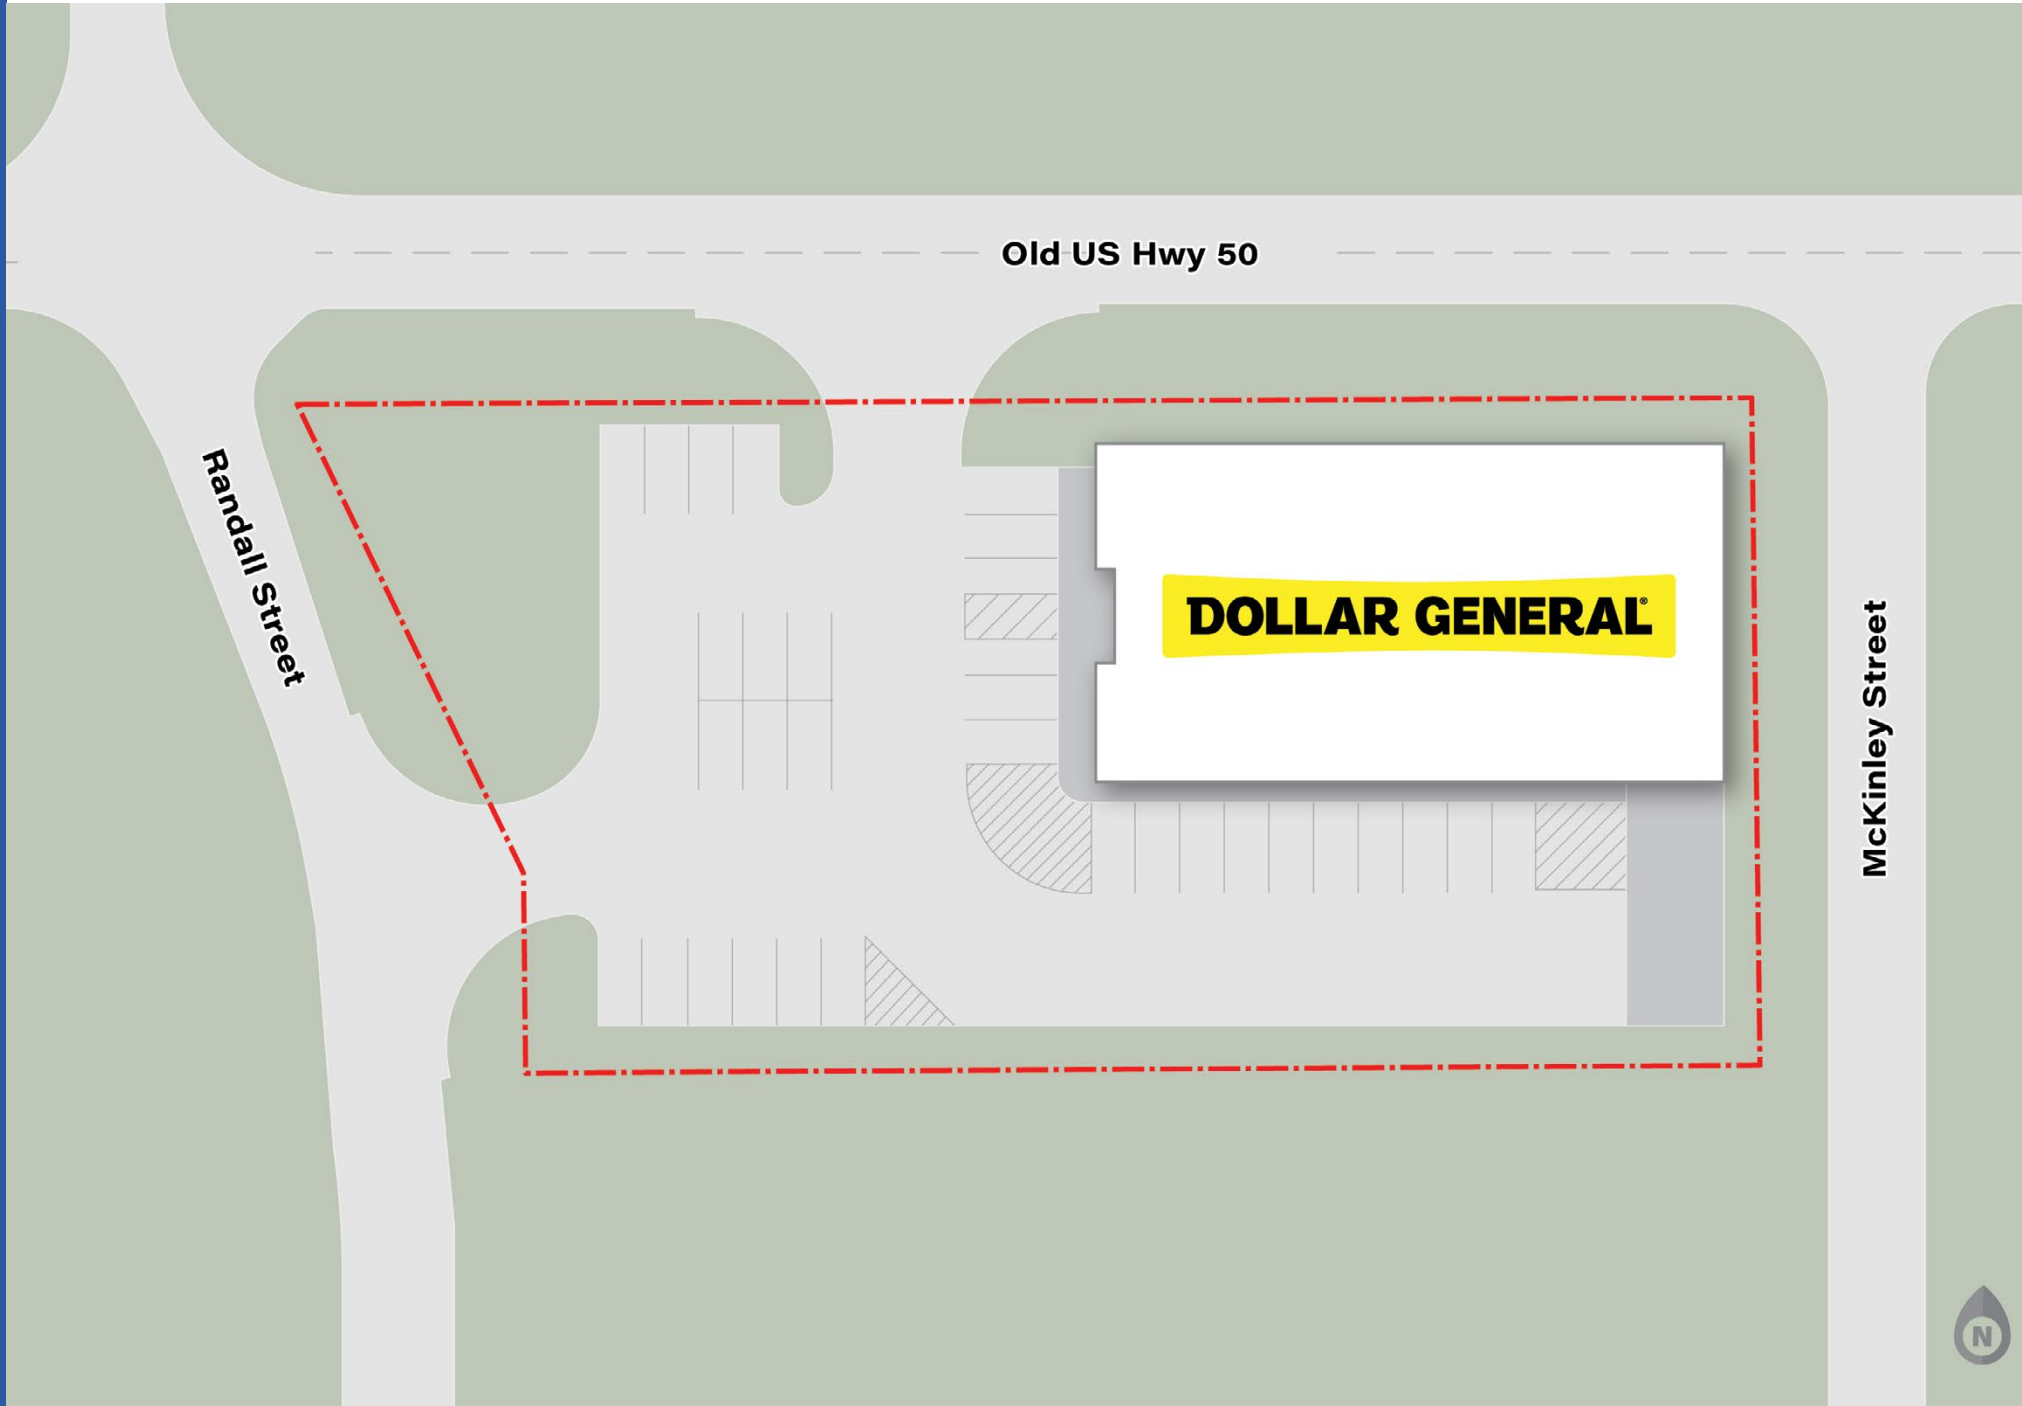 Old US Hwy 50
Randall Street
DOLLAR GENERAL®
McKinley Street
N